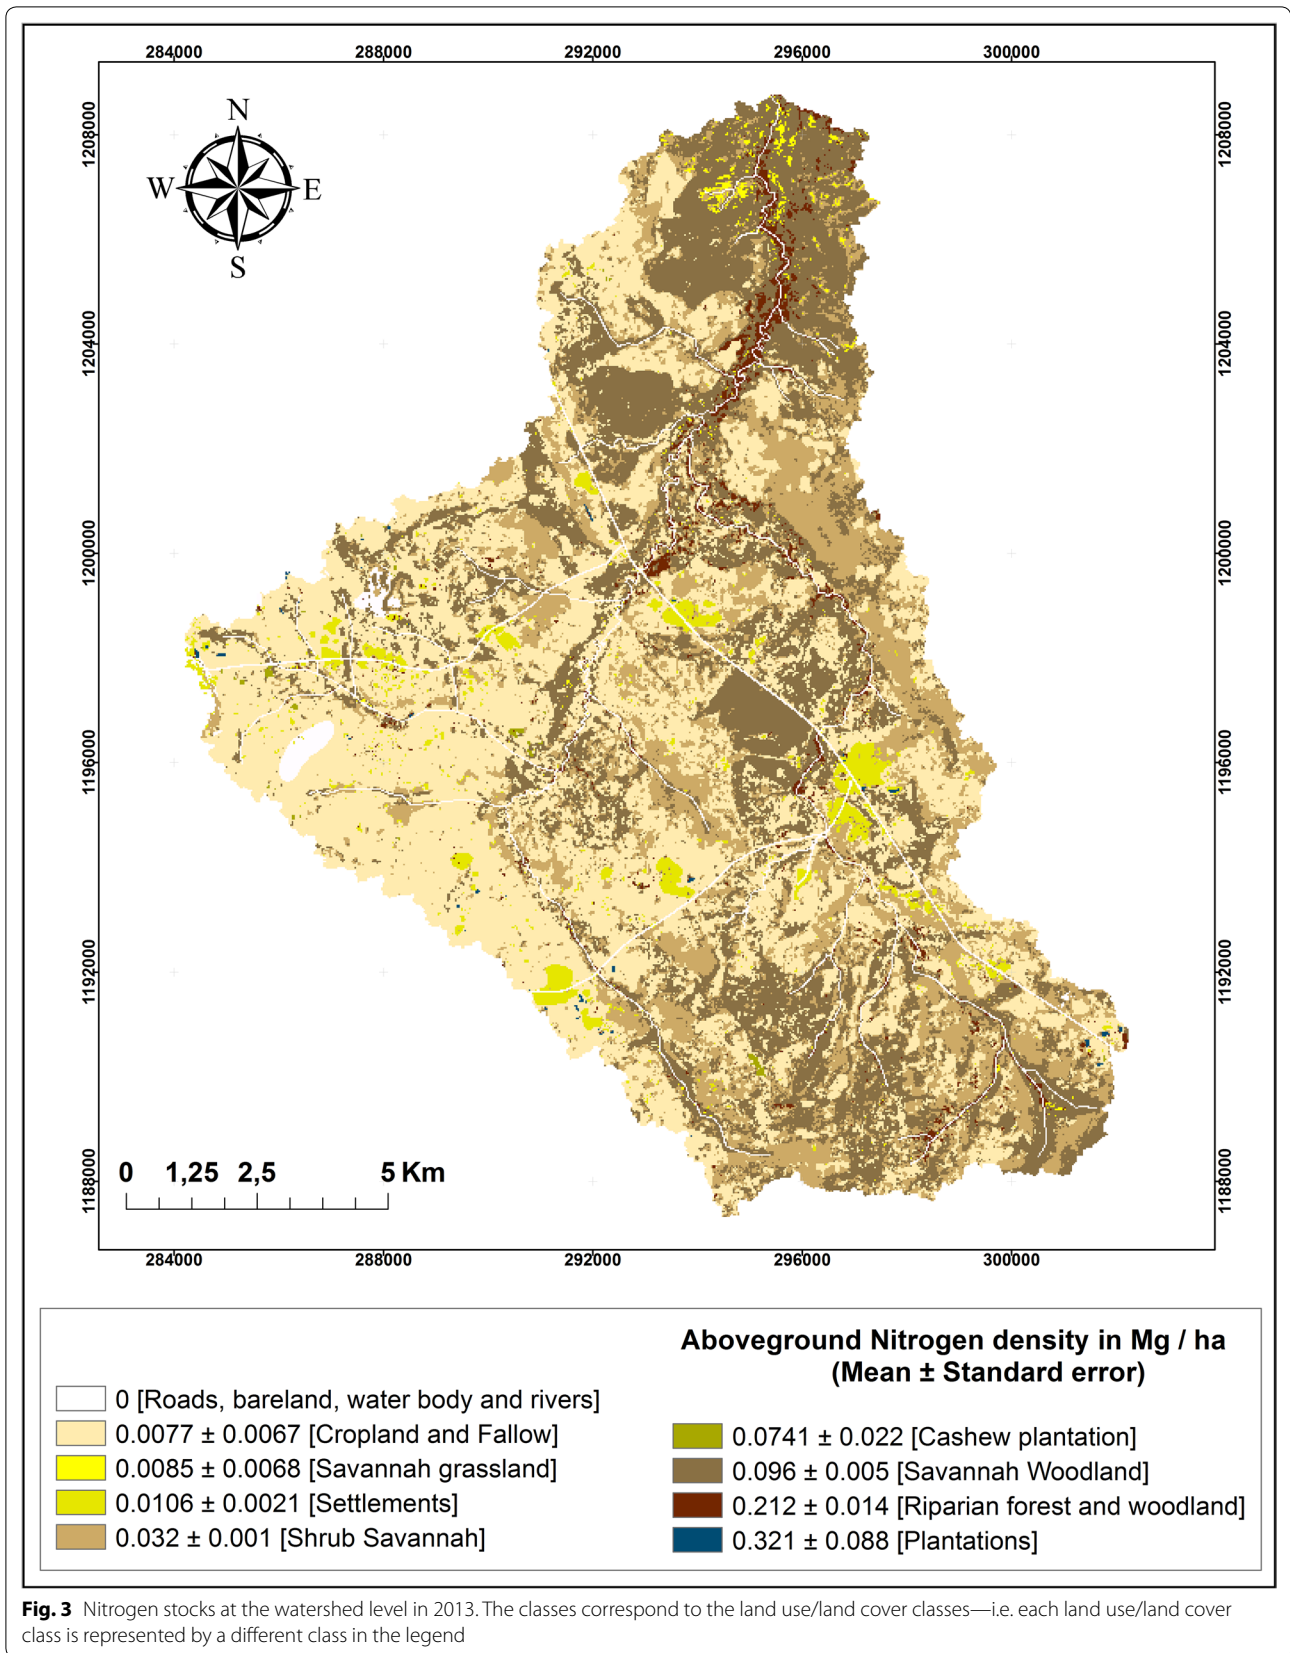 284000 288000 292000 296000 300000
N
W E
S
1208000 1208000
1204000 1204000
1200000 1200000
1196000 1196000
1192000 1192000
1188000 1188000
0 1,25 2,5 5 Km
284000 288000 292000 296000 300000
Aboveground Nitrogen density in Mg / ha
(Mean ± Standard error)
0 [Roads, bareland, water body and rivers]
0.0077 ± 0.0067 [Cropland and Fallow]
0.0085 ± 0.0068 [Savannah grassland]
0.0106 ± 0.0021 [Settlements]
0.032 ± 0.001 [Shrub Savannah]
0.0741 ± 0.022 [Cashew plantation]
0.096 ± 0.005 [Savannah Woodland]
0.212 ± 0.014 [Riparian forest and woodland]
0.321 ± 0.088 [Plantations]
Fig. 3 Nitrogen stocks at the watershed level in 2013. The classes correspond to the land use/land cover classes—i.e. each land use/land cover
class is represented by a different class in the legend